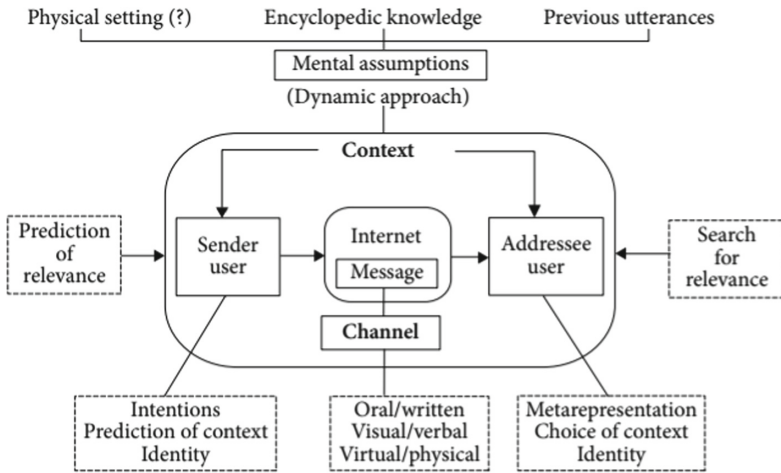 Physical setting (?)
Encyclopedic knowledge
Previous utterances
Mental assumptions
(Dynamic approach)
Context
Prediction
of
relevance
Sender
user
Internet
Message
Addressee
user
Search
for
relevance
Channel
Intentions
Prediction of context
Identity
Oral/written
Visual/verbal
Virtual/physical
Metarepresentation
Choice of context
Identity